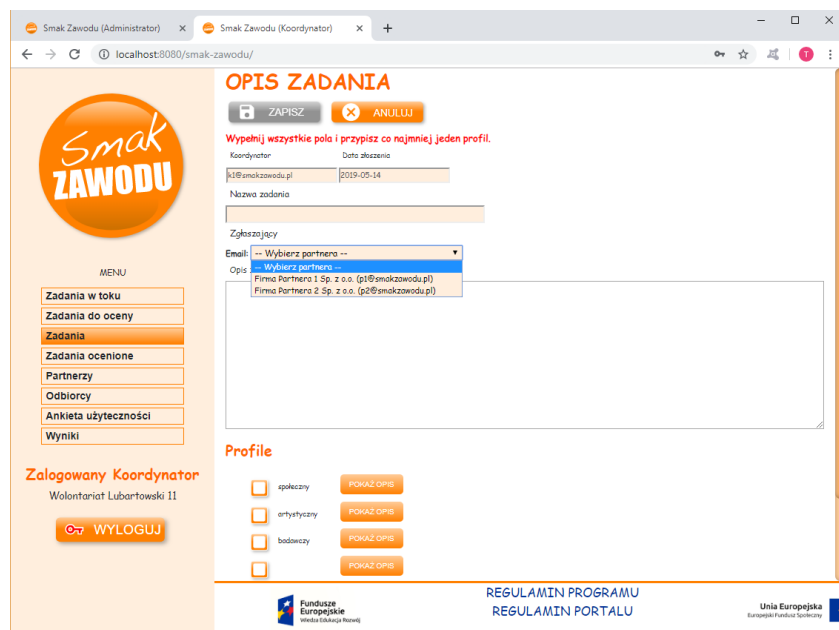 Smak Zawodu (Administrator)
Smak Zawodu (Koordynator)
localhost:8080/smak-zawodu/
T
Smak
ZAWODU
MENU
Zadania w toku
Zadania do oceny
Zadania
Zadania ocenione
Partnerzy
Odbiorcy
Ankieta użyteczności
Wyniki
Zalogowany Koordynator
Wolontariat Lubartowski 11
WYLOGUJ
OPIS ZADANIA
ZAPISZ
ANULUJ
Wypełnij wszystkie pola i przypisz co najmniej jeden profil.
Koordynator Data złoszenia
k1@smakzawodu.pl 2019-05-14
Nazwa zadania
Zgłaszający
Email: -- Wybierz partnera --
-- Wybierz partnera --
Firma Partnera 1 Sp. z o.o. (p1@smakzawodu.pl)
Firma Partnera 2 Sp. z o.o. (p2@smakzawodu.pl)
Opis
Profile
społeczny POKAŻ OPIS
artystyczny POKAŻ OPIS
badawczy POKAŻ OPIS
POKAŻ OPIS
Fundusze
Europejskie
Wiedza Edukacja Rozwój
REGULAMIN PROGRAMU
REGULAMIN PORTALU
Unia Europejska
Europejski Fundusz Społeczny